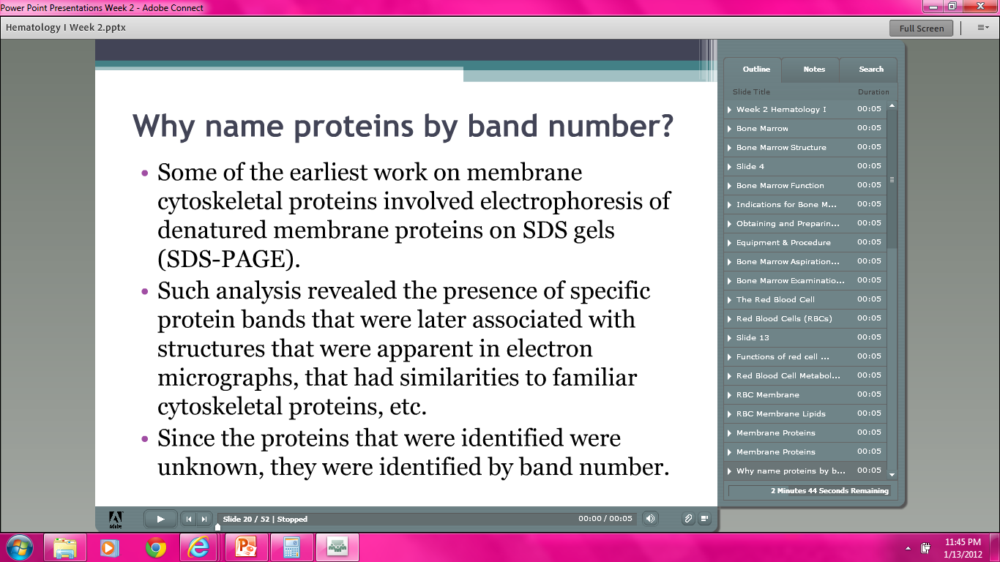 Power Point Presentations Week 2 - Adobe Connect
Hematology I Week 2.pptx
Full Screen
Why name proteins by band number?
• Some of the earliest work on membrane
cytoskeletal proteins involved electrophoresis of
denatured membrane proteins on SDS gels
(SDS-PAGE).
• Such analysis revealed the presence of specific
protein bands that were later associated with
structures that were apparent in electron
micrographs, that had similarities to familiar
cytoskeletal proteins, etc.
• Since the proteins that were identified were
unknown, they were identified by band number.
Outline Notes Search
Slide Title Duration
Week 2 Hematology I 00:05
Bone Marrow 00:05
Bone Marrow Structure 00:05
Slide 4 00:05
Bone Marrow Function 00:05
Indications for Bone M... 00:05
Obtaining and Preparin... 00:05
Equipment & Procedure 00:05
Bone Marrow Aspiration... 00:05
Bone Marrow Examinatio... 00:05
The Red Blood Cell 00:05
Red Blood Cells (RBCs) 00:05
Slide 13 00:05
Functions of red cell ... 00:05
Red Blood Cell Metabol... 00:05
RBC Membrane 00:05
RBC Membrane Lipids 00:05
Membrane Proteins 00:05
Membrane Proteins 00:05
Why name proteins by b... 00:05
2 Minutes 44 Seconds Remaining
Adobe
Slide 20 / 52 | Stopped 00:00 / 00:05
11:45 PM
1/13/2012